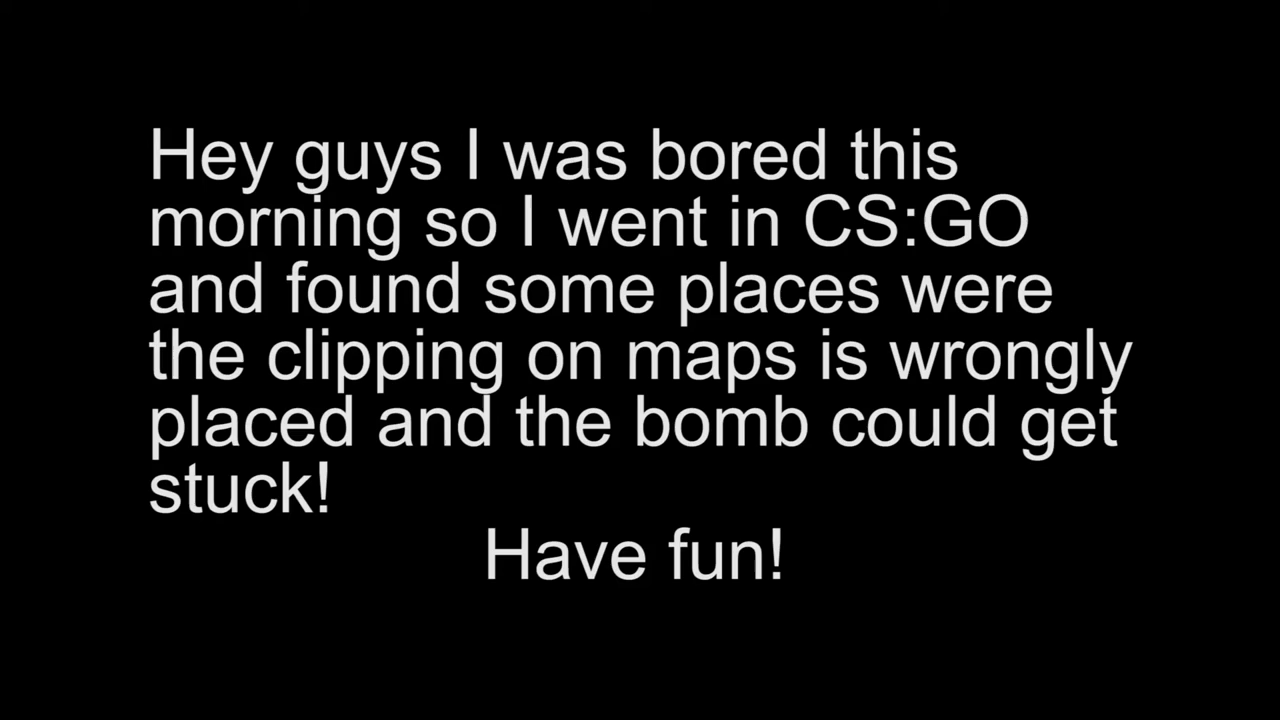 Hey guys I was bored this
morning so I went in CS:GO
and found some places were
the clipping on maps is wrongly
placed and the bomb could get
stuck!
Have fun!